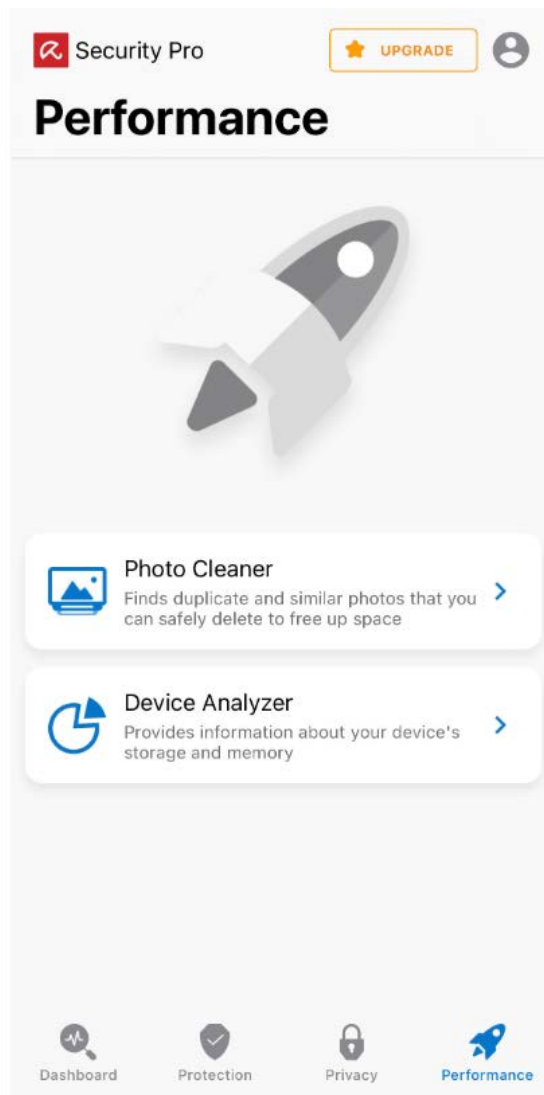 Security Pro
UPGRADE
Performance
Photo Cleaner
Finds duplicate and similar photos that you
can safely delete to free up space
Device Analyzer
Provides information about your device's
storage and memory
Dashboard
Protection
Privacy
Performance